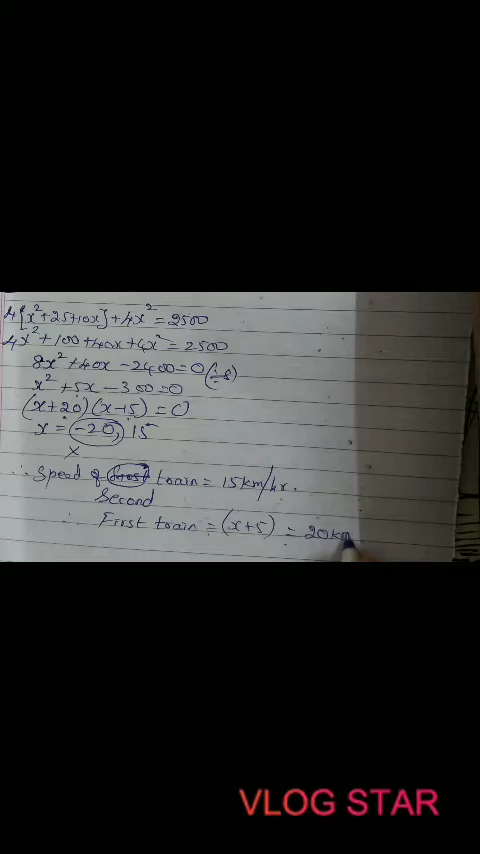 4[x²+25+10x]+4x²=2500
4x²+100+40x+4x²=2500
8x²+40x-2400=0(÷8)
x²+5x-300=0
(x+20)(x-15)=0
x=-20, 15
x
∴ Speed of first train = 15km/hr.
Second
∴ First train = (x+5) = 20km
VLOG STAR